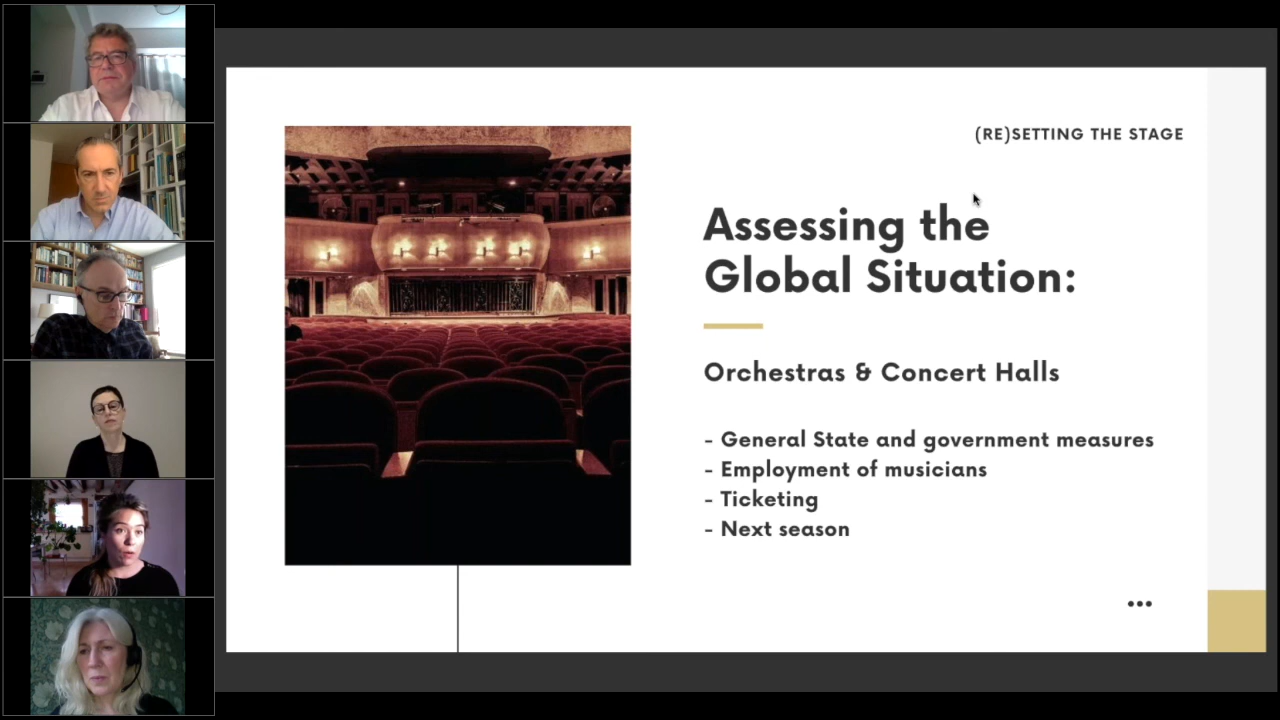 (RE)SETTING THE STAGE
Assessing the
Global Situation:
Orchestras & Concert Halls
- General State and government measures
- Employment of musicians
- Ticketing
- Next season